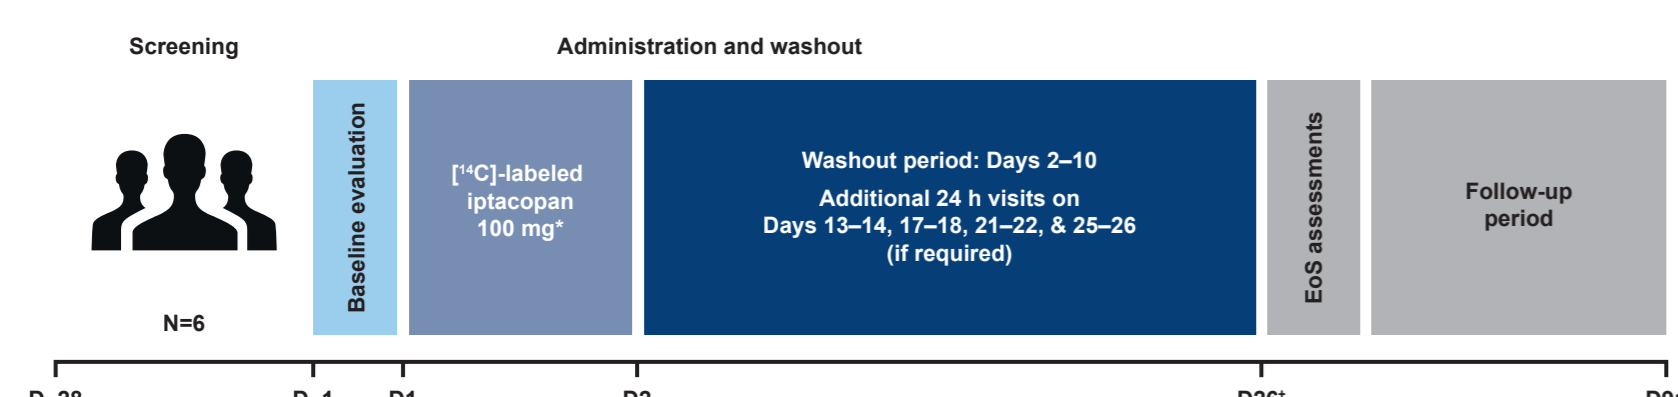 Screening
Administration and washout
Baseline evaluation
[¹⁴C]-labeled
iptacopan
100 mg*
Washout period: Days 2–10
Additional 24 h visits on
Days 13–14, 17–18, 21–22, & 25–26
(if required)
EoS assessments
Follow-up
period
N=6